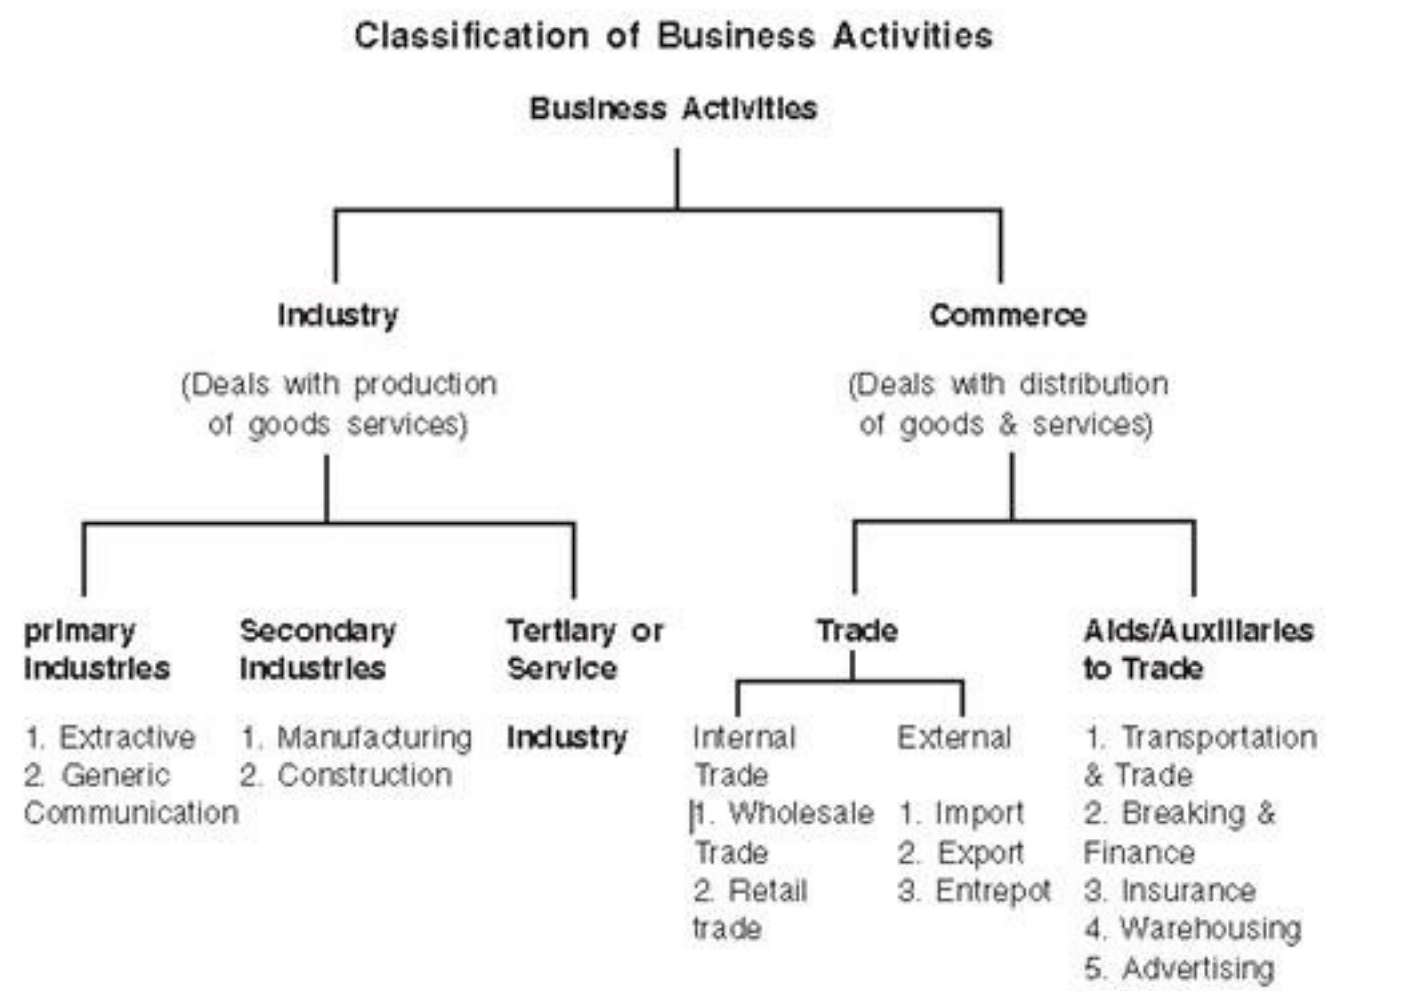 Classification of Business Activities
Business Activities
Industry
(Deals with production
of goods services)
Commerce
(Deals with distribution
of goods & services)
primary
Industries
1. Extractive
2. Generic
Communication
Secondary
Industries
1. Manufacturing
2. Construction
Tertiary or
Service
Industry
Trade
Internal
Trade
1. Wholesale
Trade
2. Retail
trade
External
1. Import
2. Export
3. Entrepot
Aids/Auxiliaries
to Trade
1. Transportation
& Trade
2. Breaking &
Finance
3. Insurance
4. Warehousing
5. Advertising